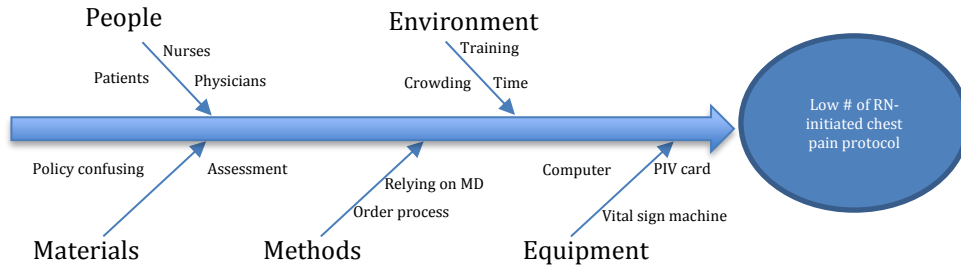 People
Environment
Nurses
Training
Patients
Physicians
Crowding
Time
Low # of RN-
initiated chest
pain protocol
Policy confusing
Assessment
Computer
PIV card
Relying on MD
Order process
Vital sign machine
Materials
Methods
Equipment